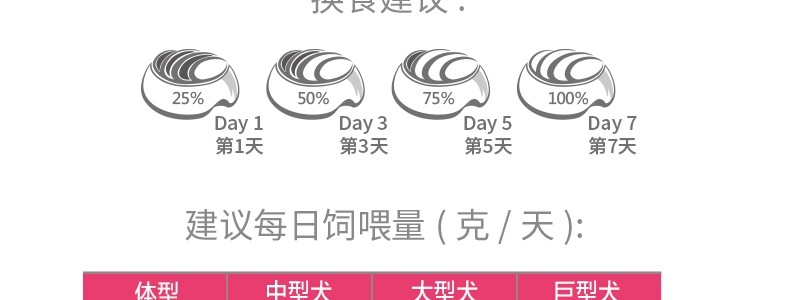 换食建议：
25% 50% 75% 100%
Day 1 Day 3 Day 5 Day 7
第1天 第3天 第5天 第7天
建议每日饲喂量 ( 克 / 天 ):
体型 中型犬 大型犬 巨型犬